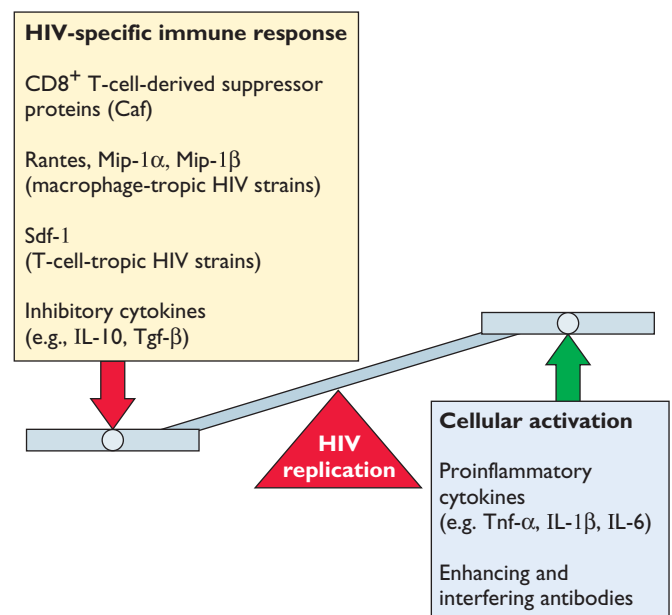 HIV-specific immune response
CD8⁺ T-cell-derived suppressor
proteins (Caf)
Rantes, Mip-1α, Mip-1β
(macrophage-tropic HIV strains)
Sdf-1
(T-cell-tropic HIV strains)
Inhibitory cytokines
(e.g., IL-10, Tgf-β)
HIV
replication
Cellular activation
Proinflammatory
cytokines
(e.g. Tnf-α, IL-1β, IL-6)
Enhancing and
interfering antibodies